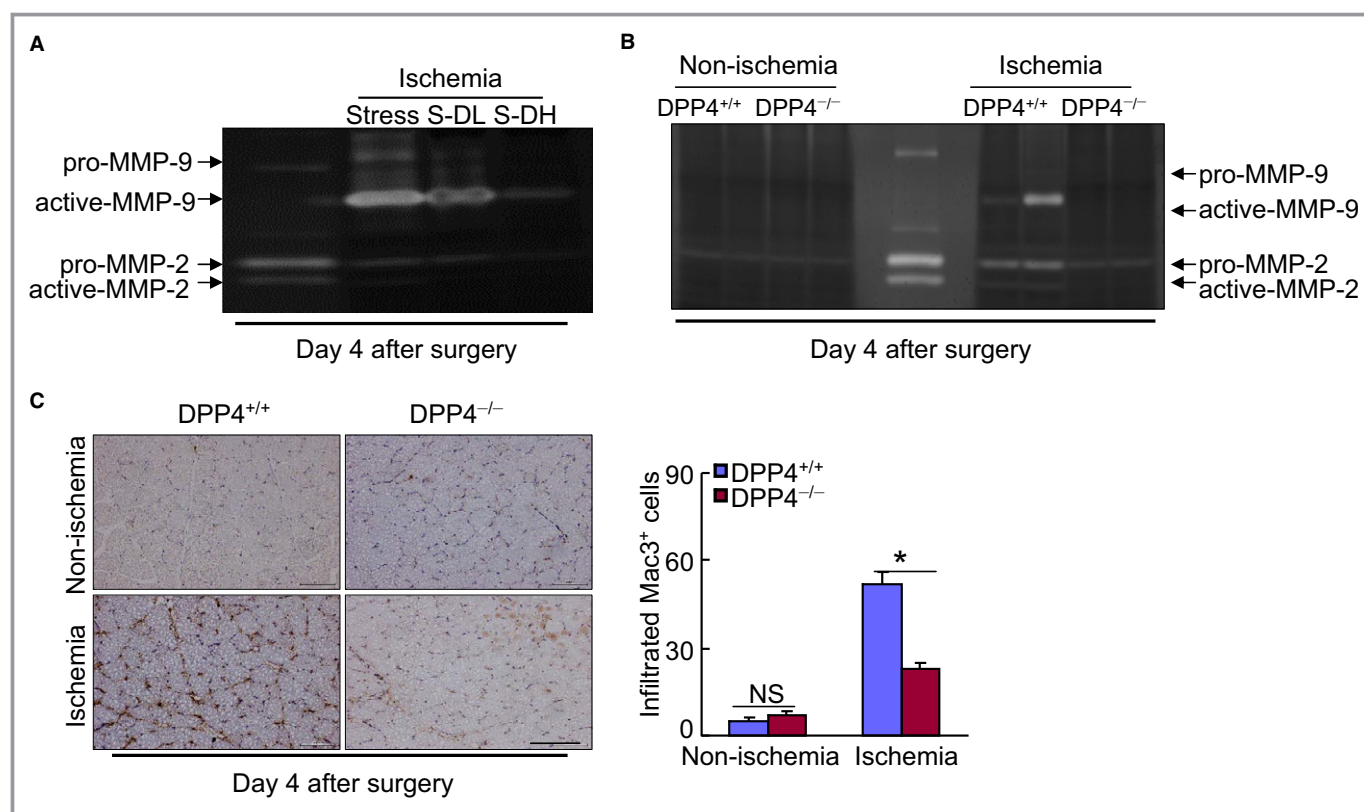 A
Ischemia
Stress S-DL S-DH
pro-MMP-9
active-MMP-9
pro-MMP-2
active-MMP-2
Day 4 after surgery
B
Non-ischemia
Ischemia
DPP4+/+ DPP4−/−
DPP4+/+ DPP4−/−
pro-MMP-9
active-MMP-9
pro-MMP-2
active-MMP-2
Day 4 after surgery
C
DPP4+/+
DPP4−/−
Non-ischemia
Ischemia
Day 4 after surgery
DPP4+/+
DPP4−/−
Infiltrated Mac3+ cells
90
60
30
0
NS
*
Non-ischemia
Ischemia